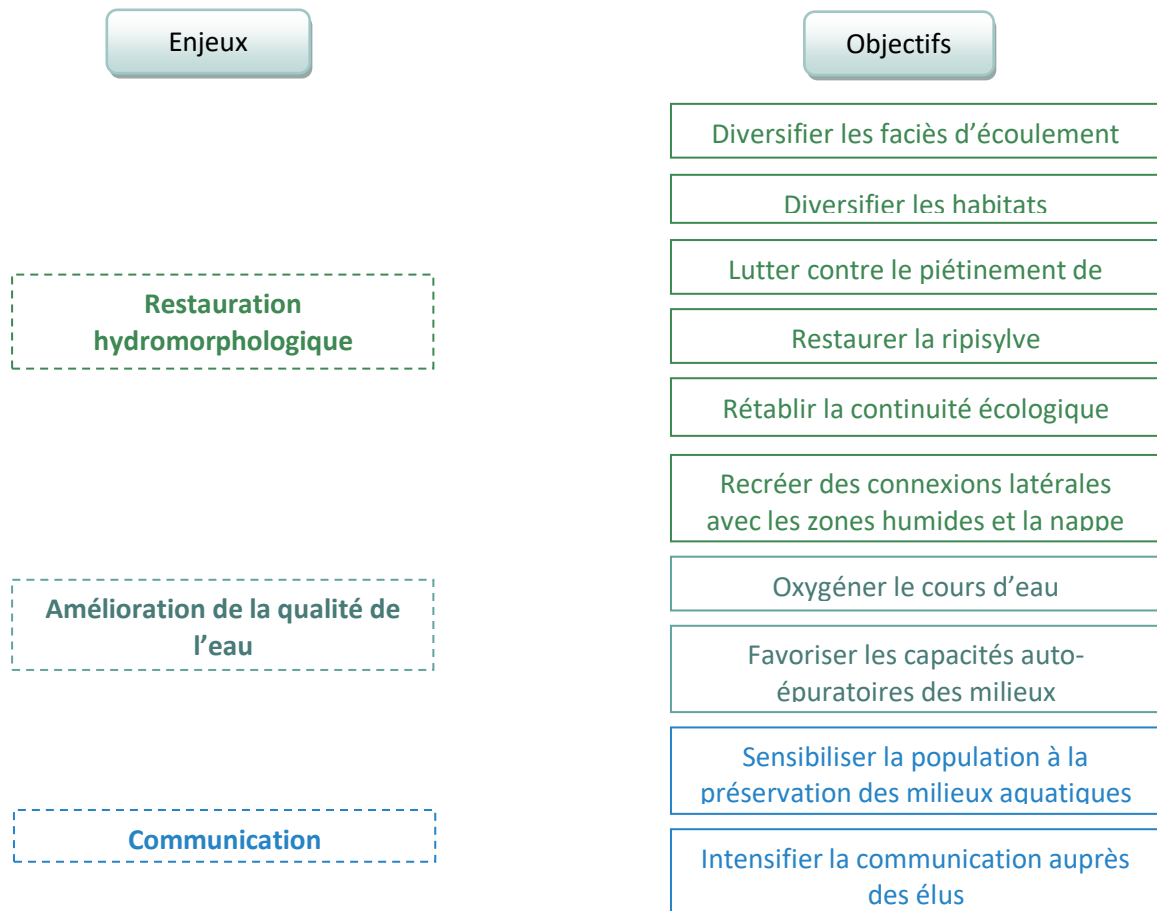 Enjeux
Objectifs
Diversifier les faciès d'écoulement
Diversifier les habitats
Lutter contre le piétinement de
Restauration
hydromorphologique
Restaurer la ripisylve
Rétablir la continuité écologique
Recréer des connexions latérales
avec les zones humides et la nappe
Amélioration de la qualité de
l'eau
Oxygéner le cours d'eau
Favoriser les capacités auto-
épuratoires des milieux
Sensibiliser la population à la
préservation des milieux aquatiques
Communication
Intensifier la communication auprès
des élus